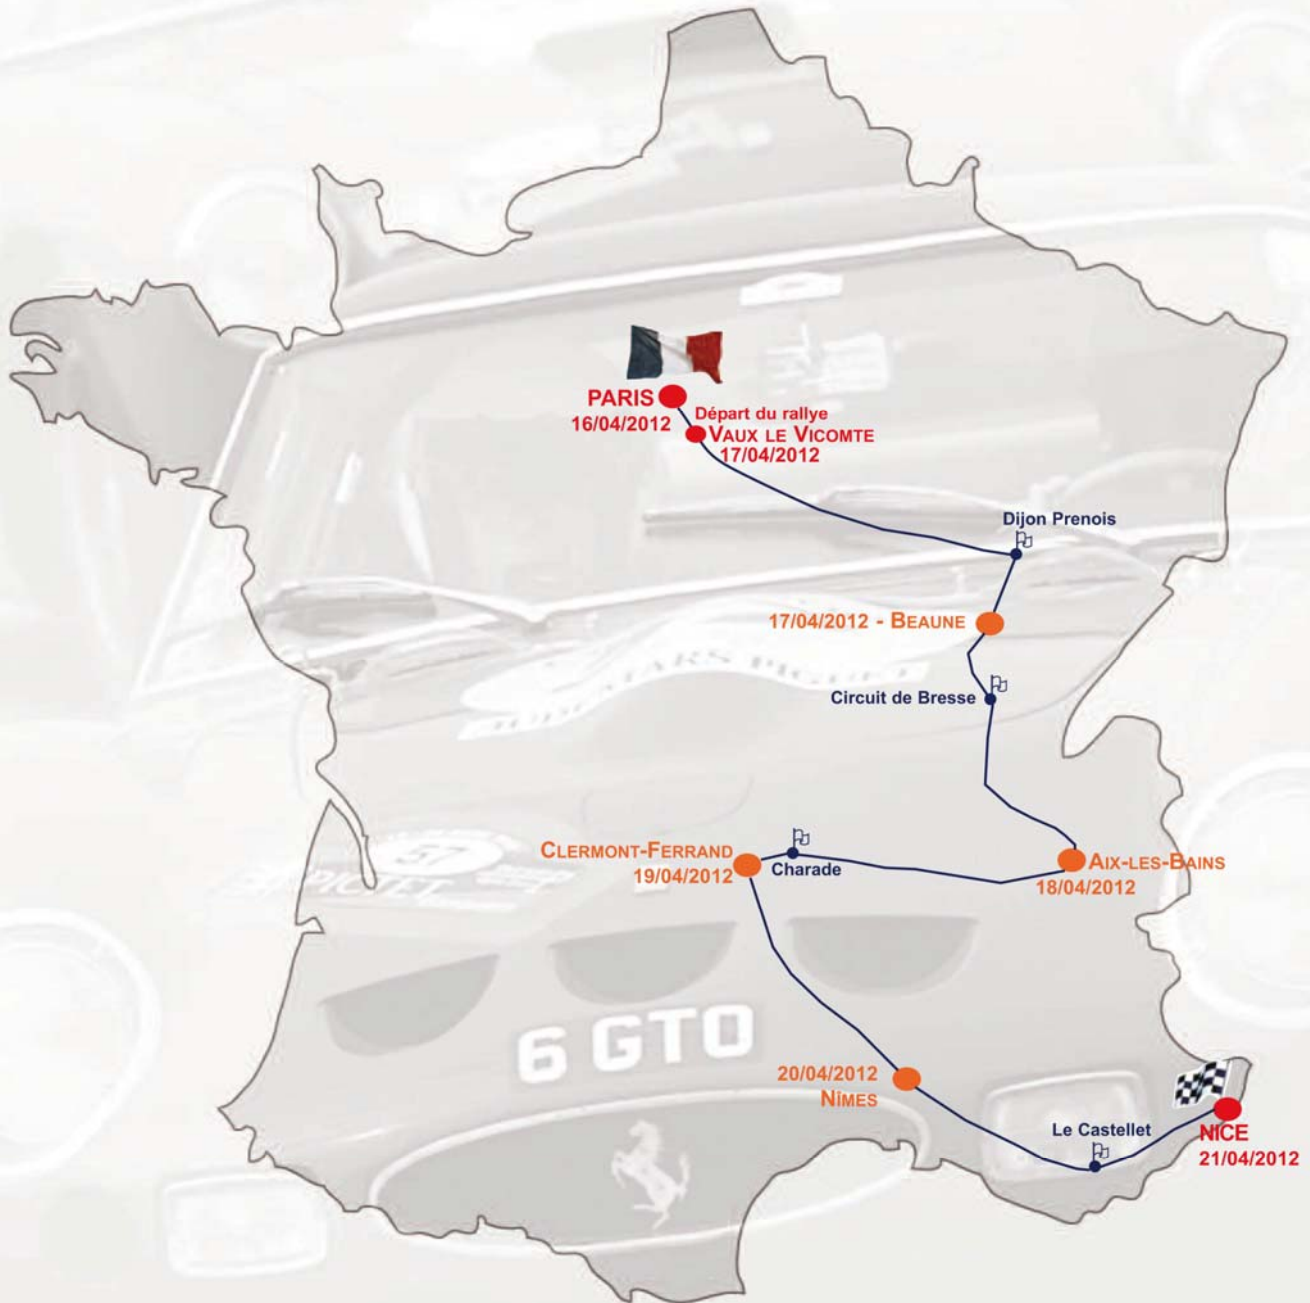 PARIS
16/04/2012
Départ du rallye
VAUX LE VICOMTE
17/04/2012
Dijon Prenois
17/04/2012 - BEAUNE
Circuit de Bresse
CLERMONT-FERRAND
19/04/2012
Charade
AIX-LES-BAINS
18/04/2012
57
6 GTO
20/04/2012
NîMES
Le Castellet
NICE
21/04/2012